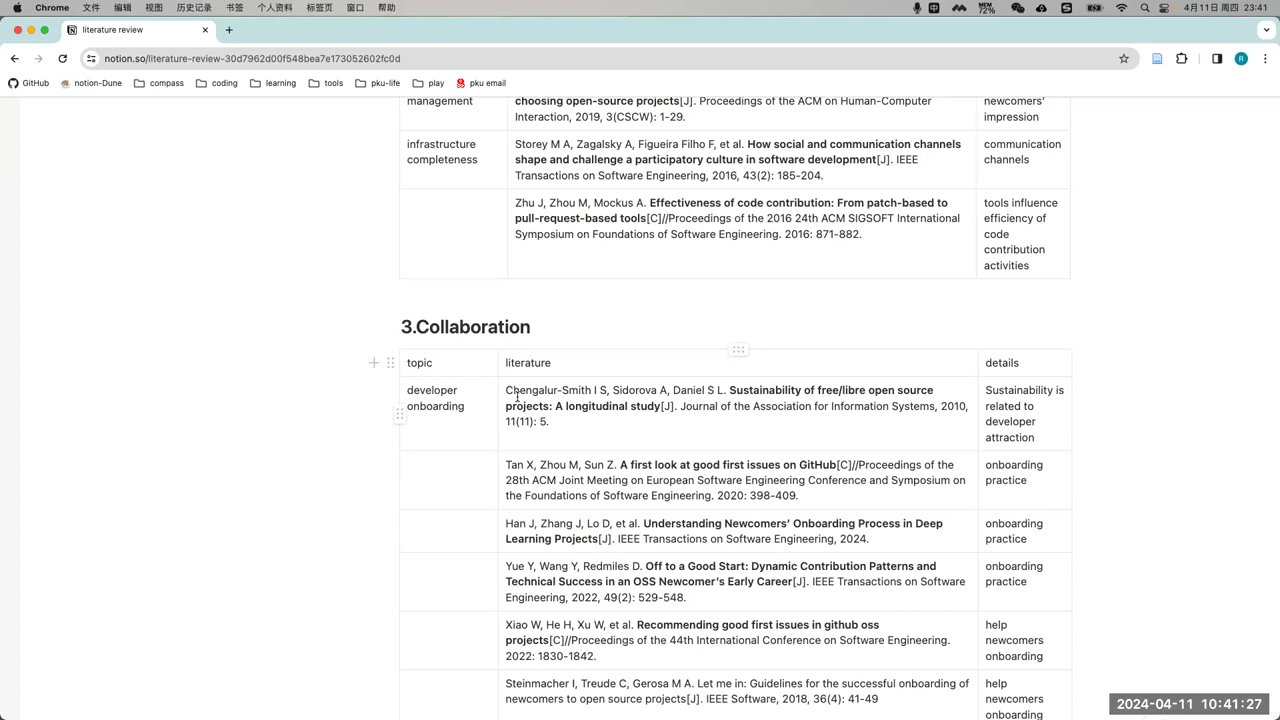 Chrome 文件 编辑 视图 历史记录 书签 个人资料 标签页 窗口 帮助
4月11日 周四 23:41
literature review
notion.so/literature-review-30d7962d00f548bea7e173052602fc0d
GitHub notion-Dune compass coding learning tools pku-life play pku email
management
choosing open-source projects[J]. Proceedings of the ACM on Human-Computer
Interaction, 2019, 3(CSCW): 1-29.
newcomers'
impression
infrastructure
completeness
Storey M A, Zagalsky A, Figueira Filho F, et al. How social and communication channels
shape and challenge a participatory culture in software development[J]. IEEE
Transactions on Software Engineering, 2016, 43(2): 185-204.
communication
channels
Zhu J, Zhou M, Mockus A. Effectiveness of code contribution: From patch-based to
pull-request-based tools[C]//Proceedings of the 2016 24th ACM SIGSOFT International
Symposium on Foundations of Software Engineering. 2016: 871-882.
tools influence
efficiency of
code
contribution
activities
3.Collaboration
topic literature details
developer
onboarding
Chengalur-Smith I S, Sidorova A, Daniel S L. Sustainability of free/libre open source
projects: A longitudinal study[J]. Journal of the Association for Information Systems, 2010,
11(11): 5.
Sustainability is
related to
developer
attraction
Tan X, Zhou M, Sun Z. A first look at good first issues on GitHub[C]//Proceedings of the
28th ACM Joint Meeting on European Software Engineering Conference and Symposium on
the Foundations of Software Engineering. 2020: 398-409.
onboarding
practice
Han J, Zhang J, Lo D, et al. Understanding Newcomers' Onboarding Process in Deep
Learning Projects[J]. IEEE Transactions on Software Engineering, 2024.
onboarding
practice
Yue Y, Wang Y, Redmiles D. Off to a Good Start: Dynamic Contribution Patterns and
Technical Success in an OSS Newcomer's Early Career[J]. IEEE Transactions on Software
Engineering, 2022, 49(2): 529-548.
onboarding
practice
Xiao W, He H, Xu W, et al. Recommending good first issues in github oss
projects[C]//Proceedings of the 44th International Conference on Software Engineering.
2022: 1830-1842.
help
newcomers
onboarding
Steinmacher I, Treude C, Gerosa M A. Let me in: Guidelines for the successful onboarding of
newcomers to open source projects[J]. IEEE Software, 2018, 36(4): 41-49
help
newcomers
onboarding
2024-04-11 10:41:27